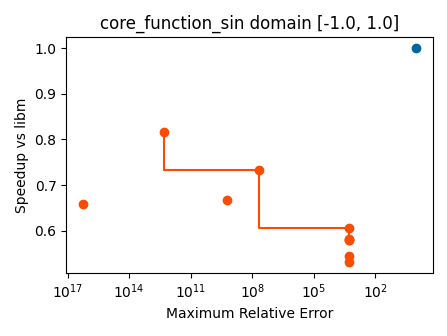 core_function_sin domain [-1.0, 1.0]
Speedup vs libm
1.0
0.9
0.8
0.7
0.6
10^17 10^14 10^11 10^8 10^5 10^2
Maximum Relative Error